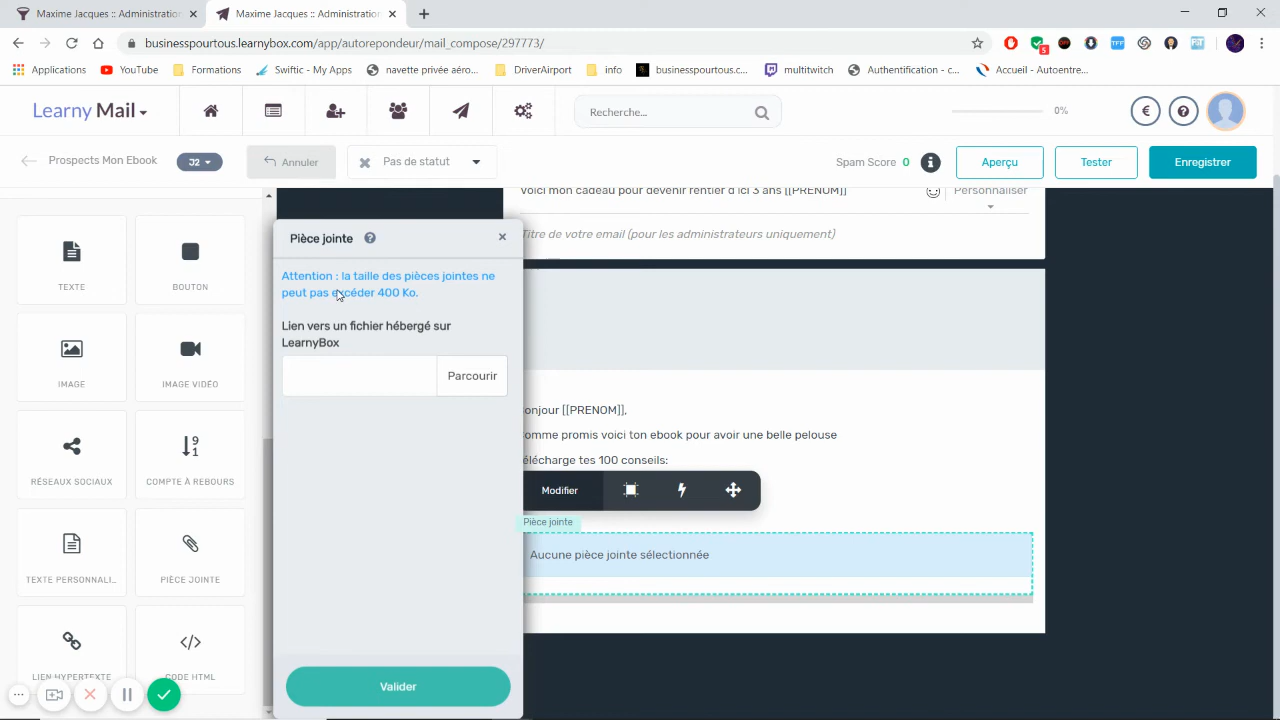 Maxime Jacques :: Administration
Maxime Jacques :: Administration
businesspourtous.learnybox.com/app/autorepondeur/mail_compose/297773/
Applications
YouTube
Formations
Swiftic - My Apps
navette privée aéro...
DriverAirport
info
businesspourtous.c...
multitwitch
Authentification - c...
Accueil - Autoentre...
Learny Mail
Recherche...
0%
Prospects Mon Ebook
J2
Annuler
Pas de statut
Spam Score 0
Aperçu
Tester
Enregistrer
Voici mon cadeau pour devenir rentier d'ici 3 ans [[PRENOM]]
Personnaliser
Titre de votre email (pour les administrateurs uniquement)
TEXTE
BOUTON
IMAGE
IMAGE VIDÉO
RÉSEAUX SOCIAUX
COMPTE À REBOURS
TEXTE PERSONNALI...
PIÈCE JOINTE
LIEN HYPERTEXTE
CODE HTML
Pièce jointe
Attention : la taille des pièces jointes ne
peut pas excéder 400 Ko.
Lien vers un fichier hébergé sur
LearnyBox
Parcourir
Valider
onjour [[PRENOM]],
omme promis voici ton ebook pour avoir une belle pelouse
élécharge tes 100 conseils:
Modifier
Pièce jointe
Aucune pièce jointe sélectionnée